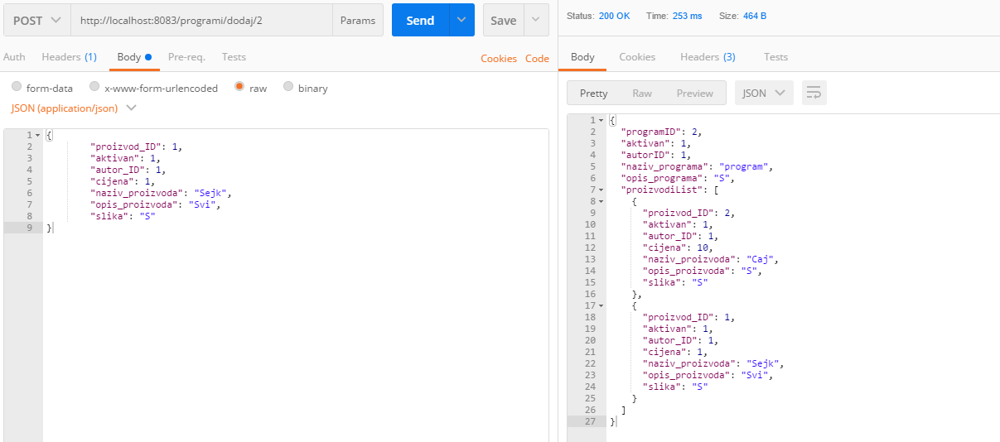 POST http://localhost:8083/programi/dodaj/2 Params Send Save
Auth Headers (1) Body Pre-req. Tests Cookies Code
form-data x-www-form-urlencoded raw binary
JSON (application/json)
1 {
2 "proizvod_ID": 1,
3 "aktivan": 1,
4 "autor_ID": 1,
5 "cijena": 1,
6 "naziv_proizvoda": "Sejk",
7 "opis_proizvoda": "Svi",
8 "slika": "S"
9 }
Status: 200 OK Time: 253 ms Size: 464 B
Body Cookies Headers (3) Tests
Pretty Raw Preview JSON
1 {
2 "programID": 2,
3 "aktivan": 1,
4 "autorID": 1,
5 "naziv_programa": "program",
6 "opis_programa": "S",
7 "proizvodiList": [
8 {
9 "proizvod_ID": 2,
10 "aktivan": 1,
11 "autor_ID": 1,
12 "cijena": 10,
13 "naziv_proizvoda": "Caj",
14 "opis_proizvoda": "S",
15 "slika": "S"
16 },
17 {
18 "proizvod_ID": 1,
19 "aktivan": 1,
20 "autor_ID": 1,
21 "cijena": 1,
22 "naziv_proizvoda": "Sejk",
23 "opis_proizvoda": "Svi",
24 "slika": "S"
25 }
26 ]
27 }